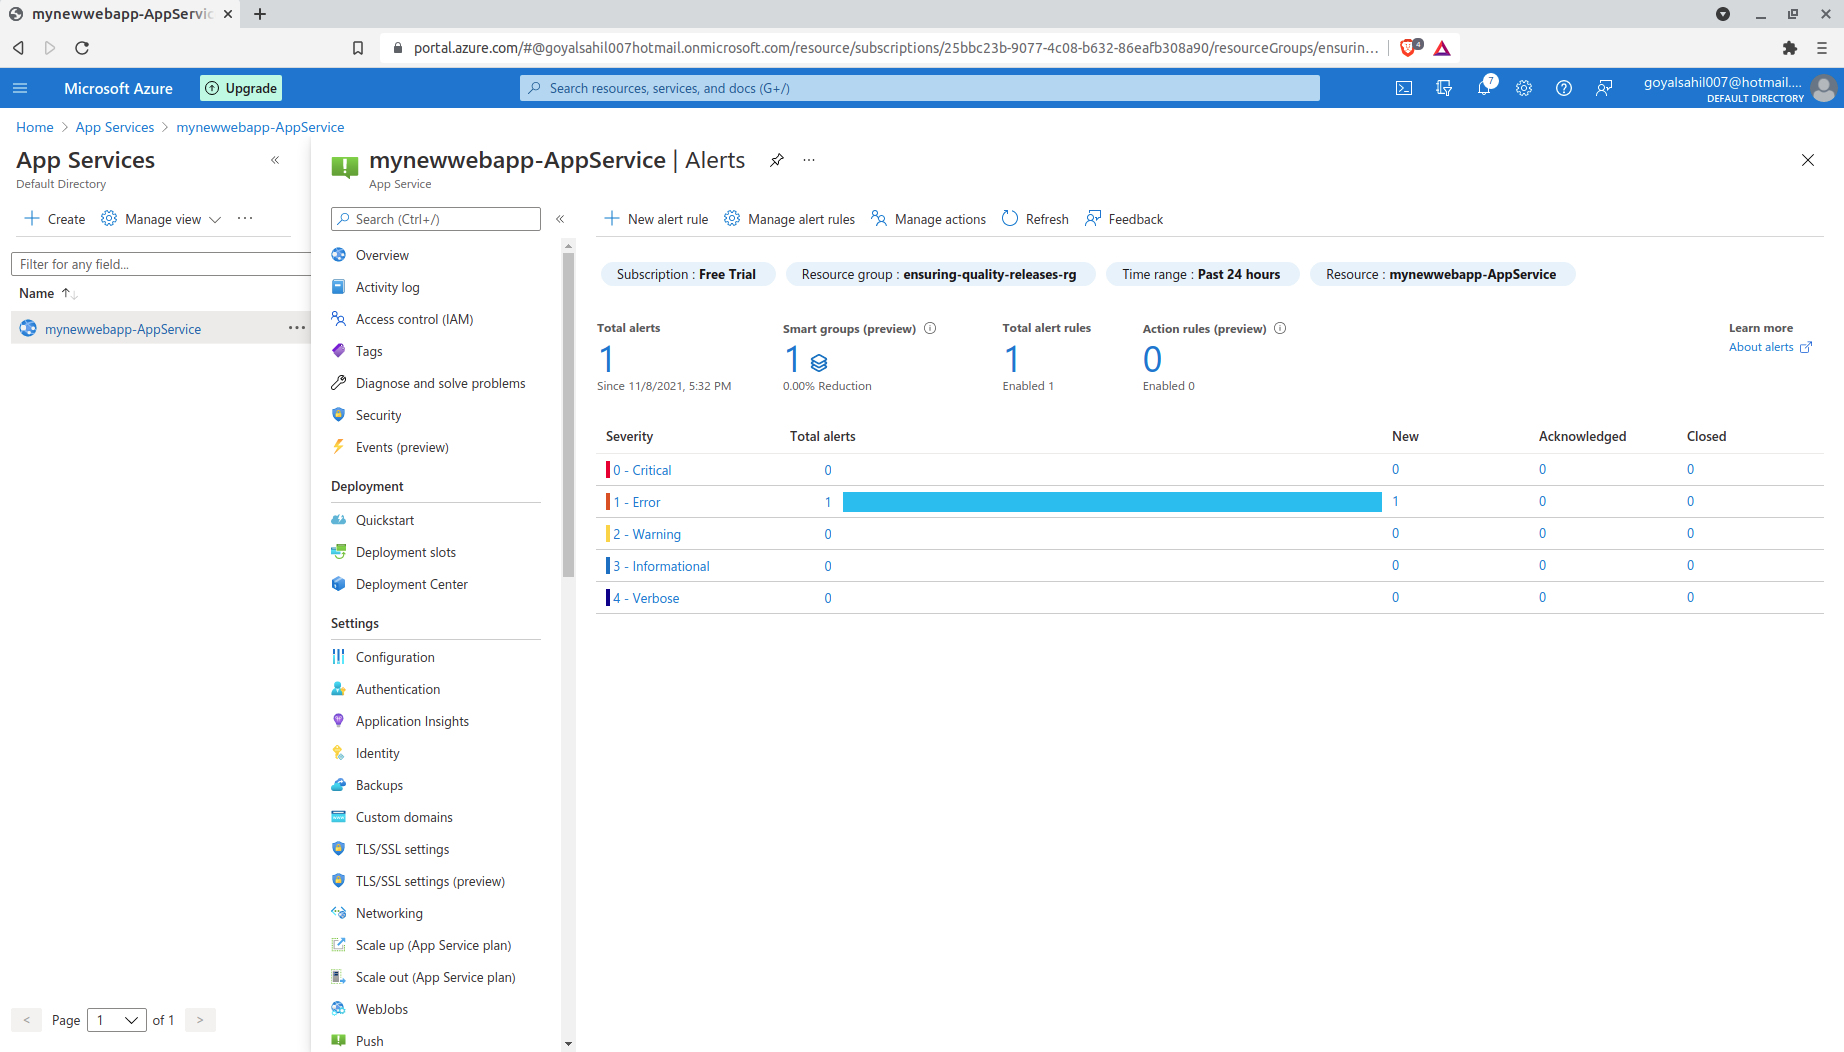 mynewwebapp-AppServic
portal.azure.com/#@goyalsahil007hotmail.onmicrosoft.com/resource/subscriptions/25bbc23b-9077-4c08-b632-86eafb308a90/resourceGroups/ensurin...
4
Microsoft Azure
Upgrade
Search resources, services, and docs (G+/)
7
goyalsahil007@hotmail....
DEFAULT DIRECTORY
Home > App Services > mynewwebapp-AppService
App Services
Default Directory
Create
Manage view
Filter for any field...
Name
mynewwebapp-AppService
< Page 1 of 1 >
mynewwebapp-AppService | Alerts
App Service
Search (Ctrl+/)
Overview
Activity log
Access control (IAM)
Tags
Diagnose and solve problems
Security
Events (preview)
Deployment
Quickstart
Deployment slots
Deployment Center
Settings
Configuration
Authentication
Application Insights
Identity
Backups
Custom domains
TLS/SSL settings
TLS/SSL settings (preview)
Networking
Scale up (App Service plan)
Scale out (App Service plan)
WebJobs
Push
New alert rule
Manage alert rules
Manage actions
Refresh
Feedback
Subscription : Free Trial
Resource group : ensuring-quality-releases-rg
Time range : Past 24 hours
Resource : mynewwebapp-AppService
Total alerts
1
Since 11/8/2021, 5:32 PM
Smart groups (preview)
1
0.00% Reduction
Total alert rules
1
Enabled 1
Action rules (preview)
0
Enabled 0
Learn more
About alerts
Severity Total alerts New Acknowledged Closed
0 - Critical 0 0 0 0
1 - Error 1 1 0 0
2 - Warning 0 0 0 0
3 - Informational 0 0 0 0
4 - Verbose 0 0 0 0